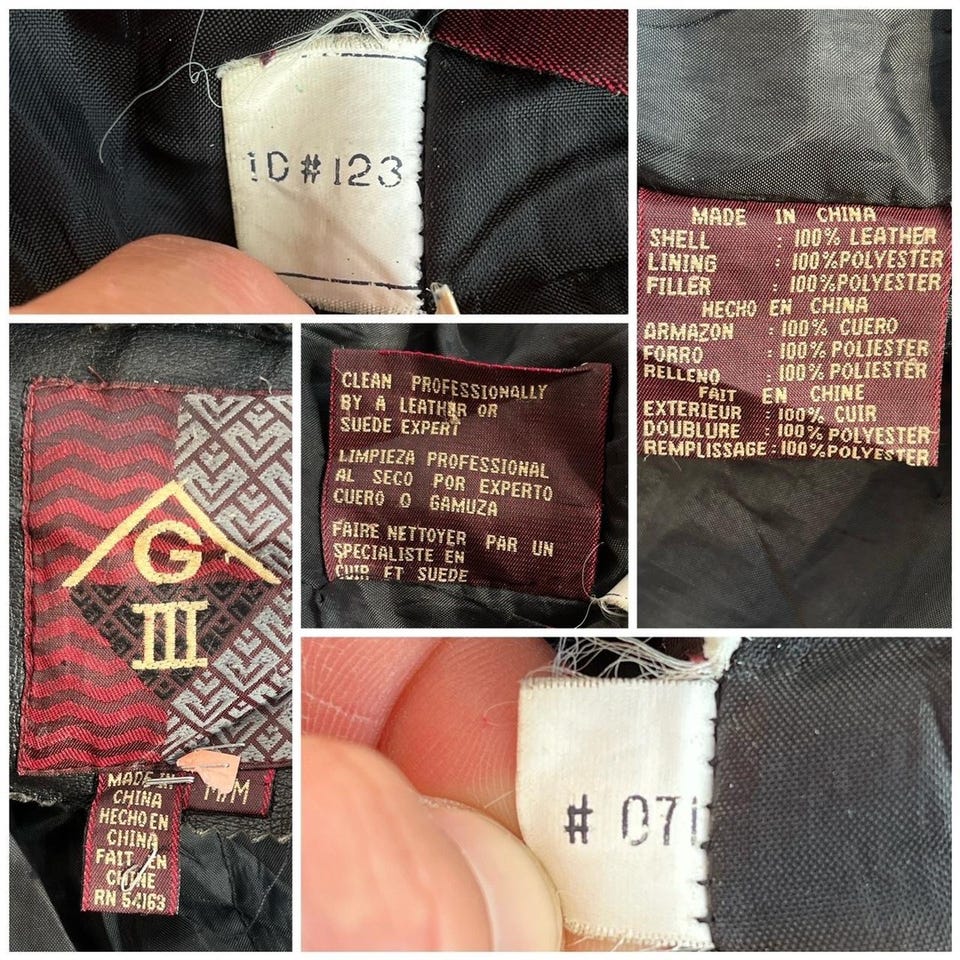 ID#123
MADE IN CHINA
SHELL : 100% LEATHER
LINING : 100% POLYESTER
FILLER : 100% POLYESTER
HECHO EN CHINA
ARMAZON : 100% CUERO
FORRO : 100% POLIESTER
RELLENO : 100% POLIESTER
FAIT EN CHINE
EXTERIEUR : 100% CUIR
DOUBLURE : 100% POLYESTER
REMPLISSAGE : 100% POLYESTER
G
III
MADE IN
CHINA
HECHO EN
CHINA
FAIT EN
CHINE
RN 54163
M/M
CLEAN PROFESSIONALLY
BY A LEATHER OR
SUEDE EXPERT
LIMPIEZA PROFESSIONAL
AL SECO POR EXPERTO
CUERO O GAMUZA
FAIRE NETTOYER PAR UN
SPECIALISTE EN
CUIR ET SUEDE
# 071